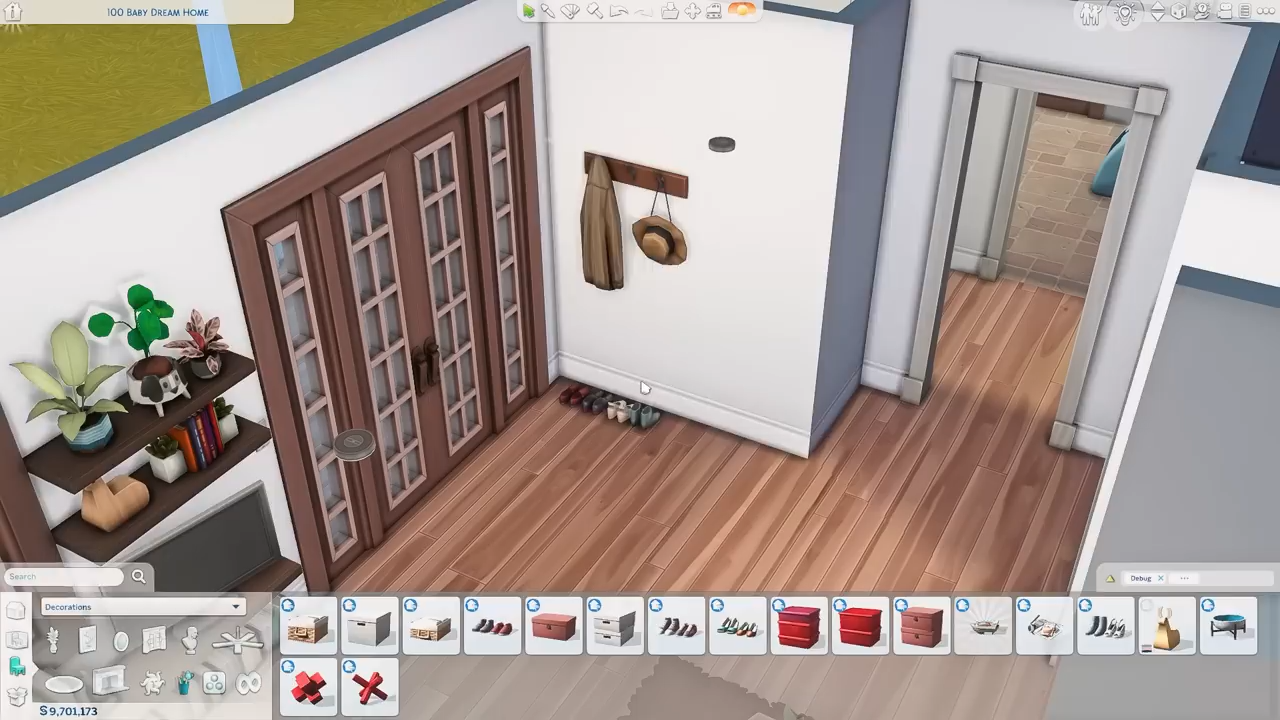 100 BABY DREAM HOME
Search
Decorations
§9,701,173
Debug